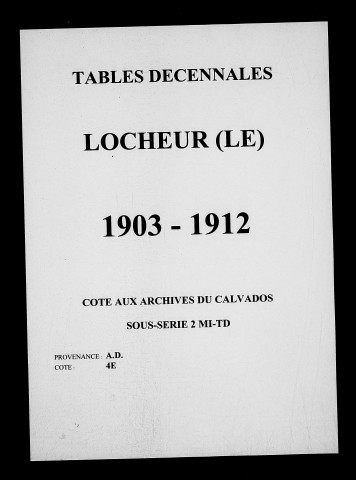 TABLES DECENNALES
LOCHEUR (LE)
1903 - 1912
COTE AUX ARCHIVES DU CALVADOS
SOUS-SERIE 2 MI-TD
PROVENANCE : A.D.
COTE : 4E